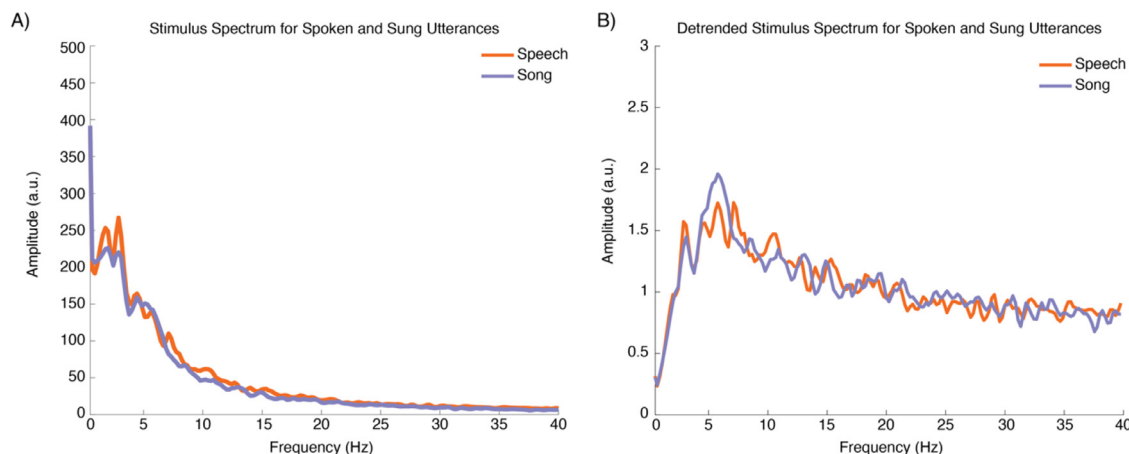 A)
Stimulus Spectrum for Spoken and Sung Utterances
500
450
400
350
300
250
200
150
100
50
0
Amplitude (a.u.)
Speech
Song
0 5 10 15 20 25 30 35 40
Frequency (Hz)
B)
Detrended Stimulus Spectrum for Spoken and Sung Utterances
3
2.5
2
1.5
1
0.5
0
Amplitude (a.u.)
Speech
Song
0 5 10 15 20 25 30 35 40
Frequency (Hz)